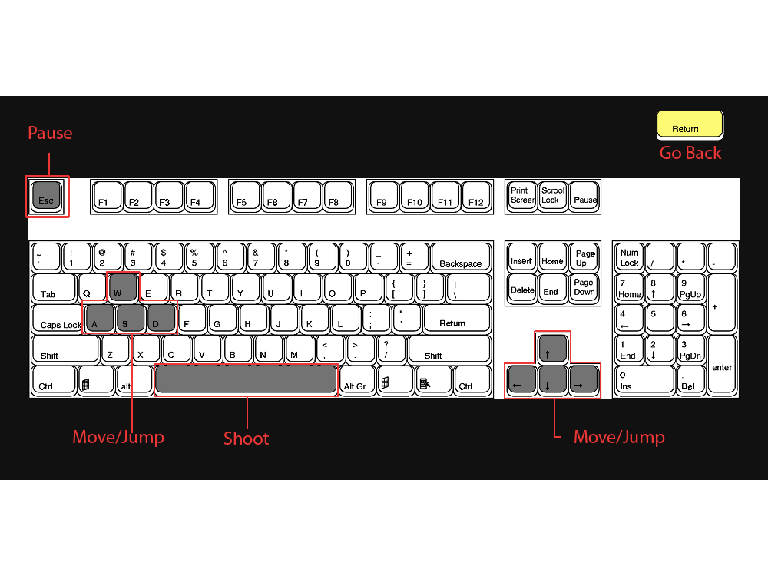 Pause
Return
Go Back
Esc F1 F2 F3 F4 F5 F6 F7 F8 F9 F10 F11 F12 Print Screen Scrool Lock Pause
1 @ 2 # 3 $ 4 % 5 ^ 6 & 7 8 ( 9 ) 0 - + = Backspace Insert Home Page Up Num Lock / * -
Tab Q W E R T Y U I O P { [ } ] | \ Delete End Page Down 7 Home 8 ↑ 9 PgUp +
Caps Lock A S D F G H J K L : ; Return 4 ← 5 6 →
Shift Z X C V B N M < , > . ? / Shift ↑ 1 End 2 ↓ 3 PgDn enter
Ctrl alt Alt Gr Ctrl ← ↓ → 0 Ins . Del
Move/Jump Shoot Move/Jump